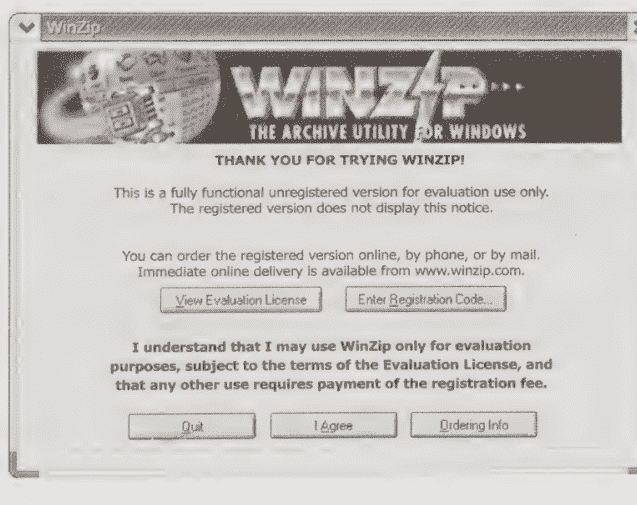 WinZip
WINZIP
THE ARCHIVE UTILITY FOR WINDOWS
THANK YOU FOR TRYING WINZIP!
This is a fully functional unregistered version for evaluation use only.
The registered version does not display this notice.
You can order the registered version online, by phone, or by mail.
Immediate online delivery is available from www.winzip.com.
View Evaluation License
Enter Registration Code...
I understand that I may use WinZip only for evaluation
purposes, subject to the terms of the Evaluation License, and
that any other use requires payment of the registration fee.
Quit
I Agree
Ordering Info